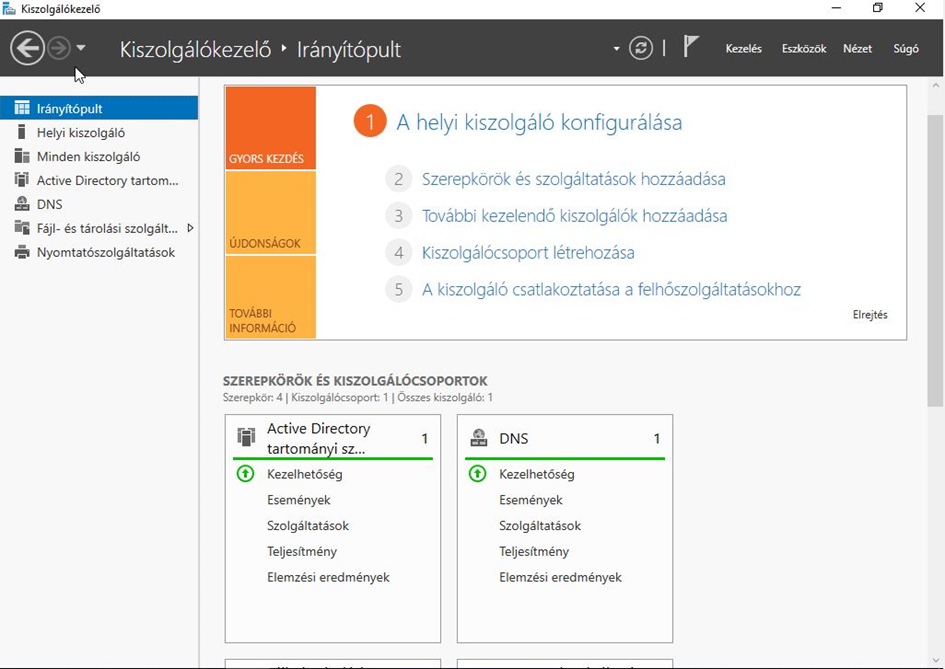 Kiszolgálókezelő
Kiszolgálókezelő ‣ Irányítópult
Kezelés Eszközök Nézet Súgó
Irányítópult
Helyi kiszolgáló
Minden kiszolgáló
Active Directory tartom...
DNS
Fájl- és tárolási szolgált...
Nyomtatószolgáltatások
GYORS KEZDÉS
ÚJDONSÁGOK
TOVÁBBI
INFORMÁCIÓ
1 A helyi kiszolgáló konfigurálása
2 Szerepkörök és szolgáltatások hozzáadása
3 További kezelendő kiszolgálók hozzáadása
4 Kiszolgálócsoport létrehozása
5 A kiszolgáló csatlakoztatása a felhőszolgáltatásokhoz
Elrejtés
SZEREPKÖRÖK ÉS KISZOLGÁLÓCSOPORTOK
Szerepkör: 4 | Kiszolgálócsoport: 1 | Összes kiszolgáló: 1
Active Directory
tartományi sz... 1
Kezelhetőség
Események
Szolgáltatások
Teljesítmény
Elemzési eredmények
DNS 1
Kezelhetőség
Események
Szolgáltatások
Teljesítmény
Elemzési eredmények